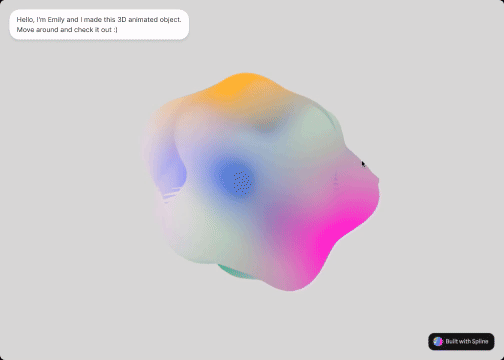 Hello, I'm Emily and I made this 3D animated object.
Move around and check it out :)
Built with Spline